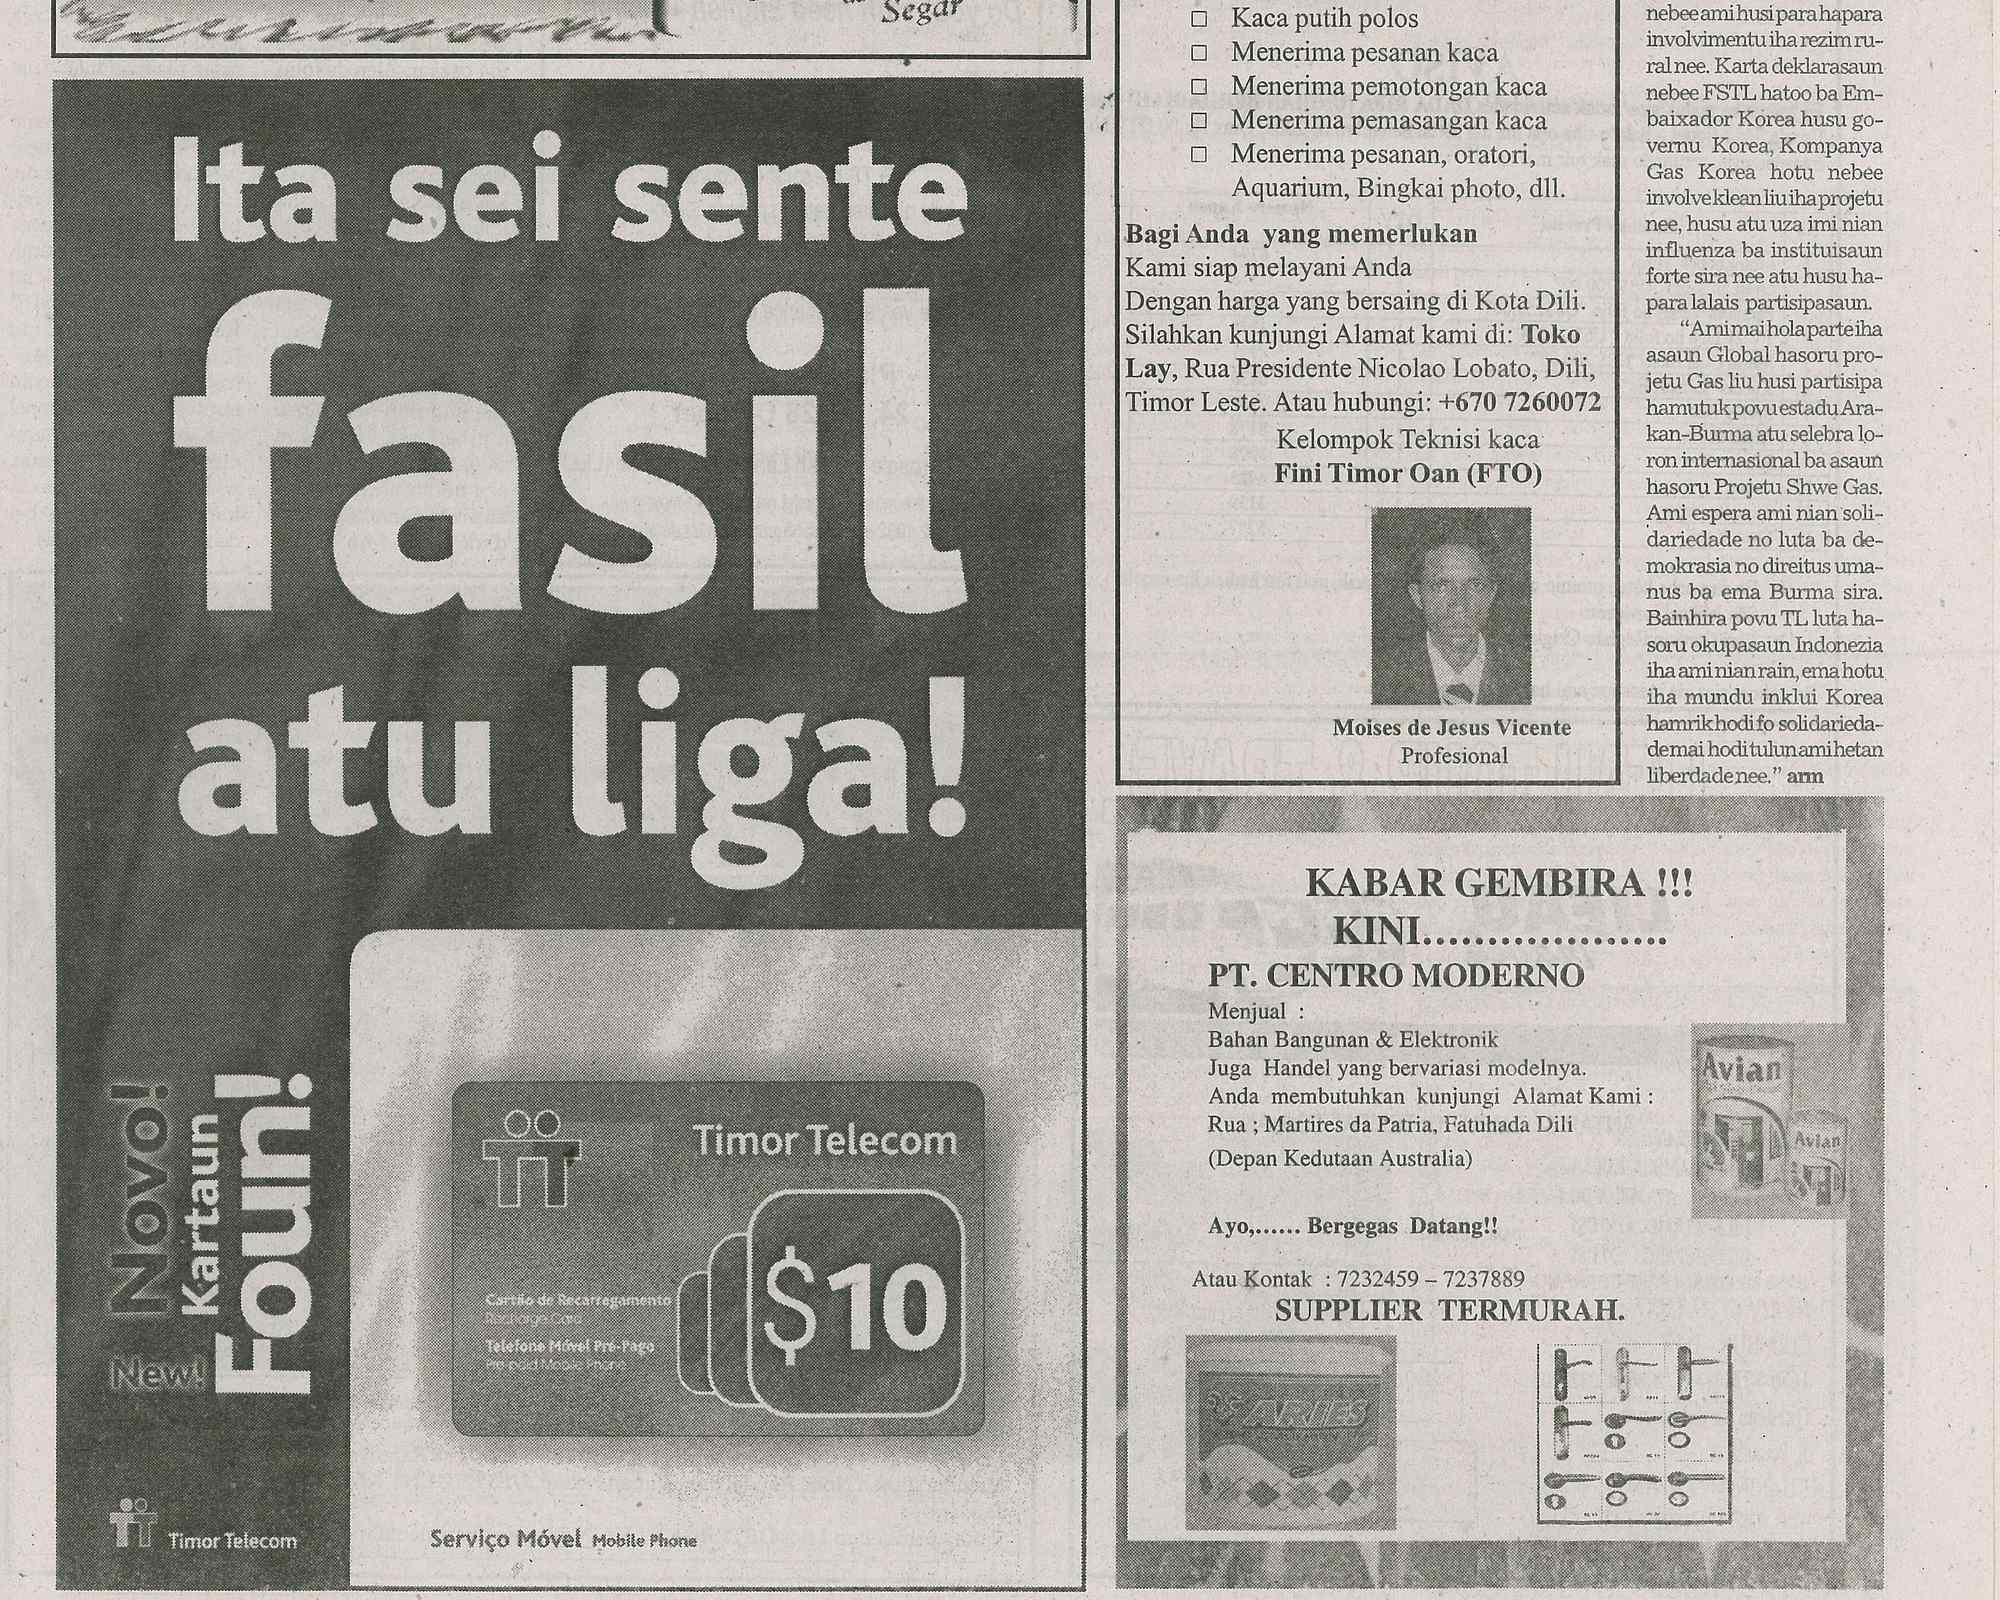 Segar
Ita sei sente
fasil
atu liga!
Novo!
Kartaun
Foun!
New!
Timor Telecom
$10
Cartão de Recarregamento
Recharge Card
Telefone Móvel Pré-Pago
Pre-paid Mobile Phone
Timor Telecom
Serviço Móvel Mobile Phone
Kaca putih polos
Menerima pesanan kaca
Menerima pemotongan kaca
Menerima pemasangan kaca
Menerima pesanan, oratori,
Aquarium, Bingkai photo, dll.
Bagi Anda yang memerlukan
Kami siap melayani Anda
Dengan harga yang bersaing di Kota Dili.
Silahkan kunjungi Alamat kami di: Toko
Lay, Rua Presidente Nicolao Lobato, Dili,
Timor Leste. Atau hubungi: +670 7260072
Kelompok Teknisi kaca
Fini Timor Oan (FTO)
Moises de Jesus Vicente
Profesional
nebee ami husi para hapara
involvimentu iha rezim ru-
ral nee. Karta deklarasaun
nebee FSTL hatoo ba Em-
baixador Korea husu go-
vernu Korea, Kompanya
Gas Korea hotu nebee
involve klean liu iha projetu
nee, husu atu uza imi nian
influenza ba instituisaun
forte sira nee atu husu ha-
para lalais partisipasaun.
“Ami mai hola parte iha
asaun Global hasoru pro-
jetu Gas liu husi partisipa
hamutuk povu estadu Ara-
kan-Burma atu selebra lo-
ron internasional ba asaun
hasoru Projetu Shwe Gas.
Ami espera ami nian soli-
dariedade no luta ba de-
mokrasia no direitus uma-
nus ba ema Burma sira.
Bainhira povu TL luta ha-
soru okupasaun Indonezia
iha ami nian rain, ema hotu
iha mundu inklui Korea
hamrik hodi fo solidarieda-
de mai hodi tulun ami hetan
liberdade nee.” arm
KABAR GEMBIRA !!!
KINI...................
PT. CENTRO MODERNO
Menjual :
Bahan Bangunan & Elektronik
Juga Handel yang bervariasi modelnya.
Anda membutuhkan kunjungi Alamat Kami :
Rua ; Martires da Patria, Fatuhada Dili
(Depan Kedutaan Australia)
Avian
Avian
Ayo,...... Bergegas Datang!!
Atau Kontak : 7232459 – 7237889
SUPPLIER TERMURAH.
ARIES